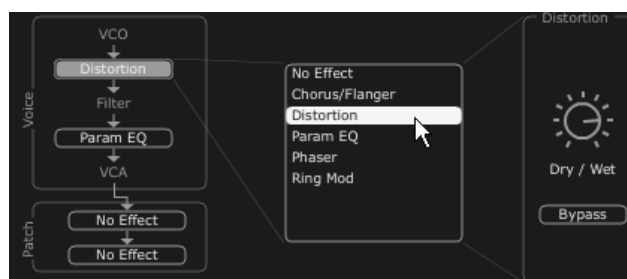 VCO
Distortion
Filter
Param EQ
VCA
Voice
No Effect
No Effect
Patch
No Effect
Chorus/Flanger
Distortion
Param EQ
Phaser
Ring Mod
Distortion
Dry / Wet
Bypass